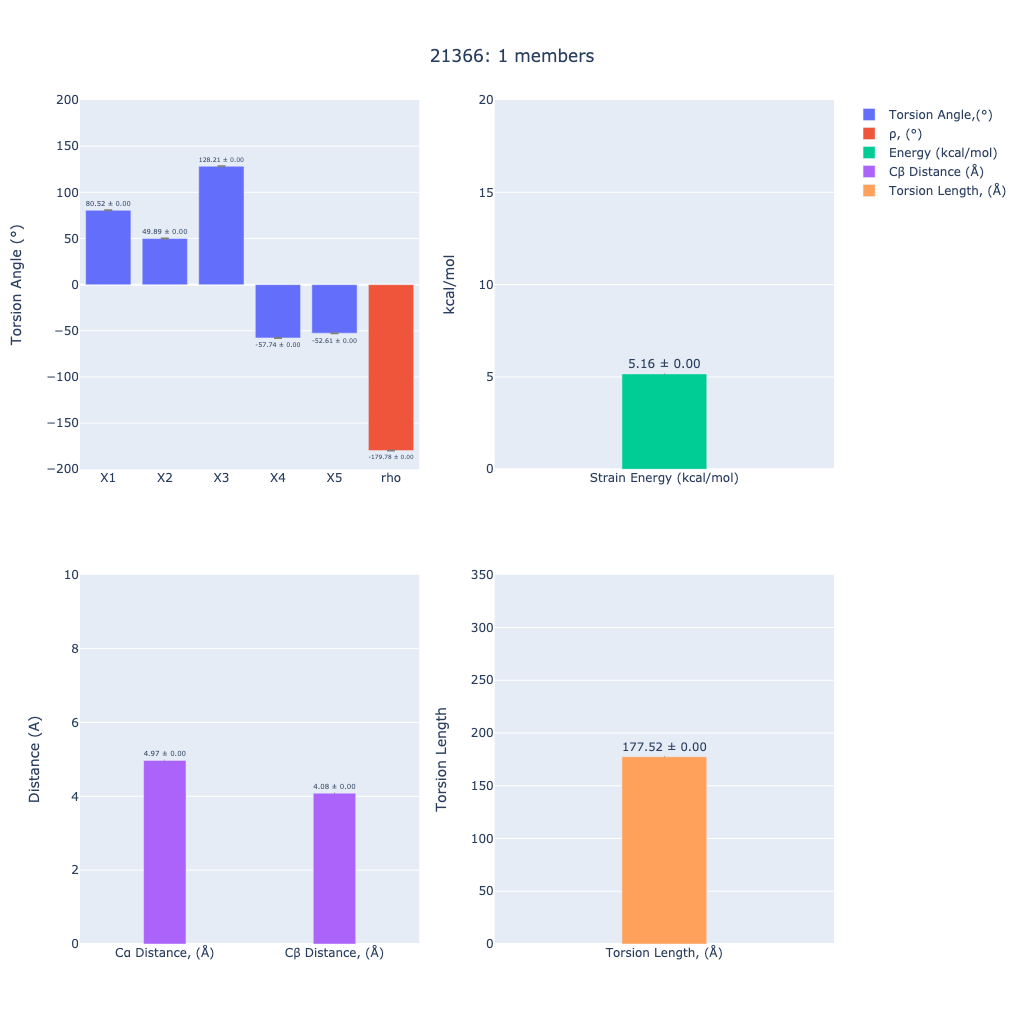 21366: 1 members
Torsion Angle (°)
200
150
100
50
0
−50
−100
−150
−200
80.52 ± 0.00
49.89 ± 0.00
128.21 ± 0.00
-57.74 ± 0.00
-52.61 ± 0.00
-179.78 ± 0.00
X1 X2 X3 X4 X5 rho
kcal/mol
20
15
10
5
0
5.16 ± 0.00
Strain Energy (kcal/mol)
Torsion Angle,(°)
ρ, (°)
Energy (kcal/mol)
Cβ Distance (Å)
Torsion Length, (Å)
Distance (A)
10
8
6
4
2
0
4.97 ± 0.00
4.08 ± 0.00
Cα Distance, (Å) Cβ Distance, (Å)
Torsion Length
350
300
250
200
150
100
50
0
177.52 ± 0.00
Torsion Length, (Å)